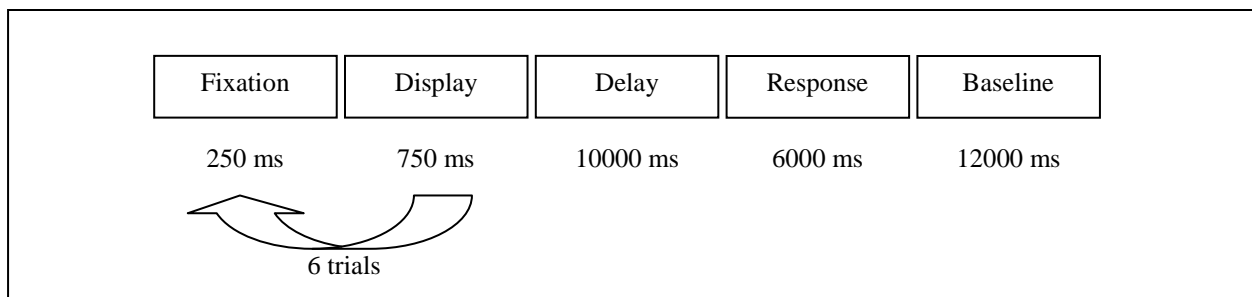 Fixation Display Delay Response Baseline
250 ms 750 ms 10000 ms 6000 ms 12000 ms
6 trials